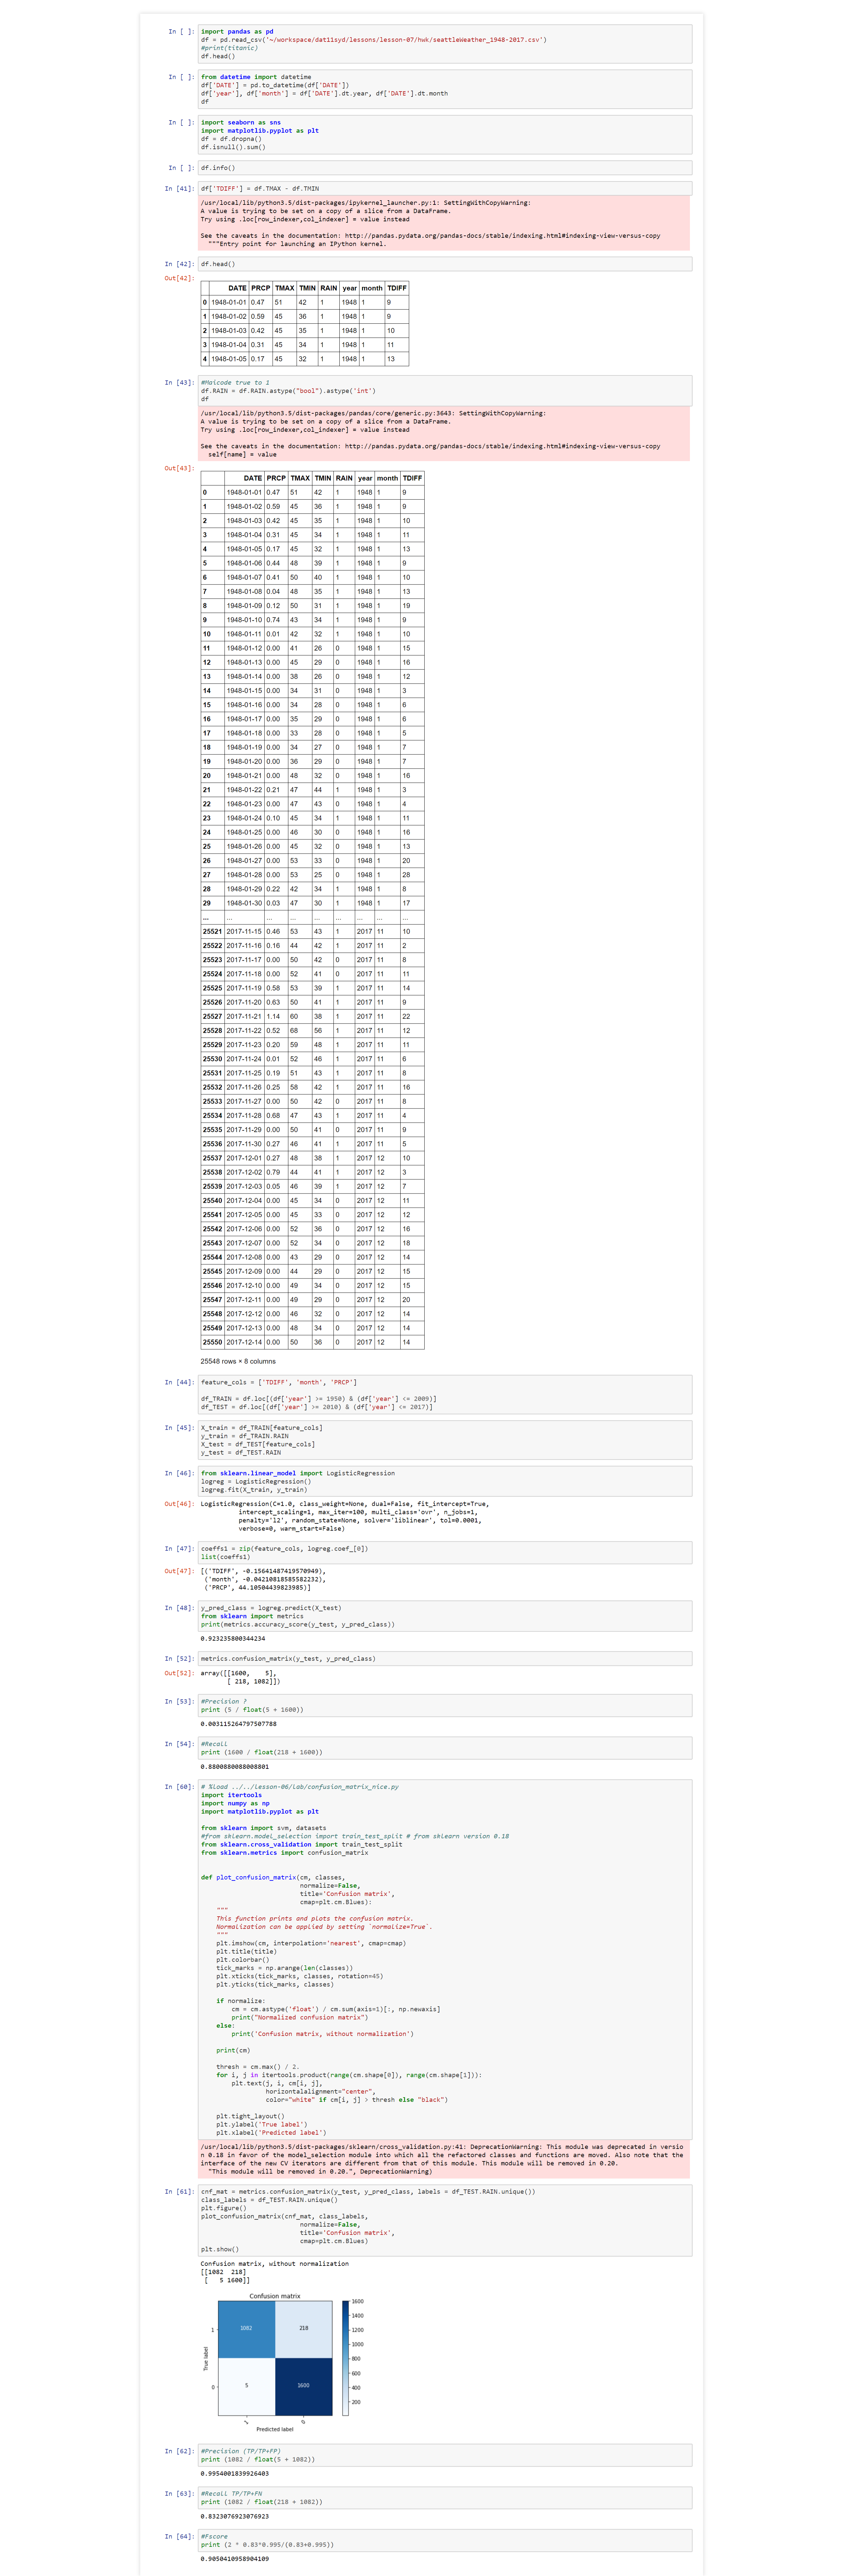 In [ ]:
import pandas as pd
df = pd.read_csv('~/workspace/dat11syd/lessons/lesson-07/hwk/seattleWeather_1948-2017.csv')
#print(titanic)
df.head()
In [ ]:
from datetime import datetime
df['DATE'] = pd.to_datetime(df['DATE'])
df['year'], df['month'] = df['DATE'].dt.year, df['DATE'].dt.month
df
In [ ]:
import seaborn as sns
import matplotlib.pyplot as plt
df = df.dropna()
df.isnull().sum()
In [ ]:
df.info()
In [41]:
df['TDIFF'] = df.TMAX - df.TMIN
/usr/local/lib/python3.5/dist-packages/ipykernel_launcher.py:1: SettingWithCopyWarning:
A value is trying to be set on a copy of a slice from a DataFrame.
Try using .loc[row_indexer,col_indexer] = value instead
See the caveats in the documentation: http://pandas.pydata.org/pandas-docs/stable/indexing.html#indexing-view-versus-copy
"""Entry point for launching an IPython kernel.
In [42]:
df.head()
Out[42]:
DATE PRCP TMAX TMIN RAIN year month TDIFF
0 1948-01-01 0.47 51 42 1 1948 1 9
1 1948-01-02 0.59 45 36 1 1948 1 9
2 1948-01-03 0.42 45 35 1 1948 1 10
3 1948-01-04 0.31 45 34 1 1948 1 11
4 1948-01-05 0.17 45 32 1 1948 1 13
In [43]:
#Maicode true to 1
df.RAIN = df.RAIN.astype("bool").astype('int')
df
/usr/local/lib/python3.5/dist-packages/pandas/core/generic.py:3643: SettingWithCopyWarning:
A value is trying to be set on a copy of a slice from a DataFrame.
Try using .loc[row_indexer,col_indexer] = value instead
See the caveats in the documentation: http://pandas.pydata.org/pandas-docs/stable/indexing.html#indexing-view-versus-copy
self[name] = value
Out[43]:
DATE PRCP TMAX TMIN RAIN year month TDIFF
0 1948-01-01 0.47 51 42 1 1948 1 9
1 1948-01-02 0.59 45 36 1 1948 1 9
2 1948-01-03 0.42 45 35 1 1948 1 10
3 1948-01-04 0.31 45 34 1 1948 1 11
4 1948-01-05 0.17 45 32 1 1948 1 13
5 1948-01-06 0.44 48 39 1 1948 1 9
6 1948-01-07 0.41 50 40 1 1948 1 10
7 1948-01-08 0.04 48 35 1 1948 1 13
8 1948-01-09 0.12 50 31 1 1948 1 19
9 1948-01-10 0.74 43 34 1 1948 1 9
10 1948-01-11 0.01 42 32 1 1948 1 10
11 1948-01-12 0.00 41 26 0 1948 1 15
12 1948-01-13 0.00 45 29 0 1948 1 16
13 1948-01-14 0.00 38 26 0 1948 1 12
14 1948-01-15 0.00 34 31 0 1948 1 3
15 1948-01-16 0.00 34 28 0 1948 1 6
16 1948-01-17 0.00 35 29 0 1948 1 6
17 1948-01-18 0.00 33 28 0 1948 1 5
18 1948-01-19 0.00 34 27 0 1948 1 7
19 1948-01-20 0.00 36 29 0 1948 1 7
20 1948-01-21 0.00 48 32 0 1948 1 16
21 1948-01-22 0.21 47 44 1 1948 1 3
22 1948-01-23 0.00 47 43 0 1948 1 4
23 1948-01-24 0.10 45 34 1 1948 1 11
24 1948-01-25 0.00 46 30 0 1948 1 16
25 1948-01-26 0.00 45 32 0 1948 1 13
26 1948-01-27 0.00 53 33 0 1948 1 20
27 1948-01-28 0.00 53 25 0 1948 1 28
28 1948-01-29 0.22 42 34 1 1948 1 8
29 1948-01-30 0.03 47 30 1 1948 1 17
... ... ... ... ... ... ... ... ...
25521 2017-11-15 0.46 53 43 1 2017 11 10
25522 2017-11-16 0.16 44 42 1 2017 11 2
25523 2017-11-17 0.00 50 42 0 2017 11 8
25524 2017-11-18 0.00 52 41 0 2017 11 11
25525 2017-11-19 0.58 53 39 1 2017 11 14
25526 2017-11-20 0.63 50 41 1 2017 11 9
25527 2017-11-21 1.14 60 38 1 2017 11 22
25528 2017-11-22 0.52 68 56 1 2017 11 12
25529 2017-11-23 0.20 59 48 1 2017 11 11
25530 2017-11-24 0.01 52 46 1 2017 11 6
25531 2017-11-25 0.19 51 43 1 2017 11 8
25532 2017-11-26 0.25 58 42 1 2017 11 16
25533 2017-11-27 0.00 50 42 0 2017 11 8
25534 2017-11-28 0.68 47 43 1 2017 11 4
25535 2017-11-29 0.00 50 41 0 2017 11 9
25536 2017-11-30 0.27 46 41 1 2017 11 5
25537 2017-12-01 0.27 48 38 1 2017 12 10
25538 2017-12-02 0.79 44 41 1 2017 12 3
25539 2017-12-03 0.05 46 39 1 2017 12 7
25540 2017-12-04 0.00 45 34 0 2017 12 11
25541 2017-12-05 0.00 45 33 0 2017 12 12
25542 2017-12-06 0.00 52 36 0 2017 12 16
25543 2017-12-07 0.00 52 34 0 2017 12 18
25544 2017-12-08 0.00 43 29 0 2017 12 14
25545 2017-12-09 0.00 44 29 0 2017 12 15
25546 2017-12-10 0.00 49 34 0 2017 12 15
25547 2017-12-11 0.00 49 29 0 2017 12 20
25548 2017-12-12 0.00 46 32 0 2017 12 14
25549 2017-12-13 0.00 48 34 0 2017 12 14
25550 2017-12-14 0.00 50 36 0 2017 12 14
25548 rows × 8 columns
In [44]:
feature_cols = ['TDIFF', 'month', 'PRCP']
df_TRAIN = df.loc[(df['year'] >= 1950) & (df['year'] <= 2009)]
df_TEST = df.loc[(df['year'] >= 2010) & (df['year'] <= 2017)]
In [45]:
X_train = df_TRAIN[feature_cols]
y_train = df_TRAIN.RAIN
X_test = df_TEST[feature_cols]
y_test = df_TEST.RAIN
In [46]:
from sklearn.linear_model import LogisticRegression
logreg = LogisticRegression()
logreg.fit(X_train, y_train)
Out[46]:
LogisticRegression(C=1.0, class_weight=None, dual=False, fit_intercept=True,
intercept_scaling=1, max_iter=100, multi_class='ovr', n_jobs=1,
penalty='l2', random_state=None, solver='liblinear', tol=0.0001,
verbose=0, warm_start=False)
In [47]:
coeffs1 = zip(feature_cols, logreg.coef_[0])
list(coeffs1)
Out[47]:
[('TDIFF', -0.15641487419570949),
('month', -0.04210818585582232),
('PRCP', 44.10504439823985)]
In [48]:
y_pred_class = logreg.predict(X_test)
from sklearn import metrics
print(metrics.accuracy_score(y_test, y_pred_class))
0.923235800344234
In [52]:
metrics.confusion_matrix(y_test, y_pred_class)
Out[52]:
array([[1600, 5],
[ 218, 1082]])
In [53]:
#Precision ?
print (5 / float(5 + 1600))
0.003115264797507788
In [54]:
#Recall
print (1600 / float(218 + 1600))
0.8800880088008801
In [60]:
# %load ../../Lesson-06/lab/confusion_matrix_nice.py
import itertools
import numpy as np
import matplotlib.pyplot as plt
from sklearn import svm, datasets
#from sklearn.model_selection import train_test_split # from sklearn version 0.18
from sklearn.cross_validation import train_test_split
from sklearn.metrics import confusion_matrix
def plot_confusion_matrix(cm, classes,
normalize=False,
title='Confusion matrix',
cmap=plt.cm.Blues):
"""
This function prints and plots the confusion matrix.
Normalization can be applied by setting `normalize=True`.
"""
plt.imshow(cm, interpolation='nearest', cmap=cmap)
plt.title(title)
plt.colorbar()
tick_marks = np.arange(len(classes))
plt.xticks(tick_marks, classes, rotation=45)
plt.yticks(tick_marks, classes)
if normalize:
cm = cm.astype('float') / cm.sum(axis=1)[:, np.newaxis]
print("Normalized confusion matrix")
else:
print('Confusion matrix, without normalization')
print(cm)
thresh = cm.max() / 2.
for i, j in itertools.product(range(cm.shape[0]), range(cm.shape[1])):
plt.text(j, i, cm[i, j],
horizontalalignment="center",
color="white" if cm[i, j] > thresh else "black")
plt.tight_layout()
plt.ylabel('True label')
plt.xlabel('Predicted label')
/usr/local/lib/python3.5/dist-packages/sklearn/cross_validation.py:41: DeprecationWarning: This module was deprecated in versio
n 0.18 in favor of the model_selection module into which all the refactored classes and functions are moved. Also note that the
interface of the new CV iterators are different from that of this module. This module will be removed in 0.20.
"This module will be removed in 0.20.", DeprecationWarning)
In [61]:
cnf_mat = metrics.confusion_matrix(y_test, y_pred_class, labels = df_TEST.RAIN.unique())
class_labels = df_TEST.RAIN.unique()
plt.figure()
plot_confusion_matrix(cnf_mat, class_labels,
normalize=False,
title='Confusion matrix',
cmap=plt.cm.Blues)
plt.show()
Confusion matrix, without normalization
[[1082 218]
[ 5 1600]]
Confusion matrix
1600
1400
1200
1000
800
600
400
200
1
1082
218
True label
0
5
1600
1
0
Predicted label
In [62]:
#Precision (TP/TP+FP)
print (1082 / float(5 + 1082))
0.9954001839926403
In [63]:
#Recall TP/TP+FN
print (1082 / float(218 + 1082))
0.8323076923076923
In [64]:
#Fscore
print (2 * 0.83*0.995/(0.83+0.995))
0.9050410958904109